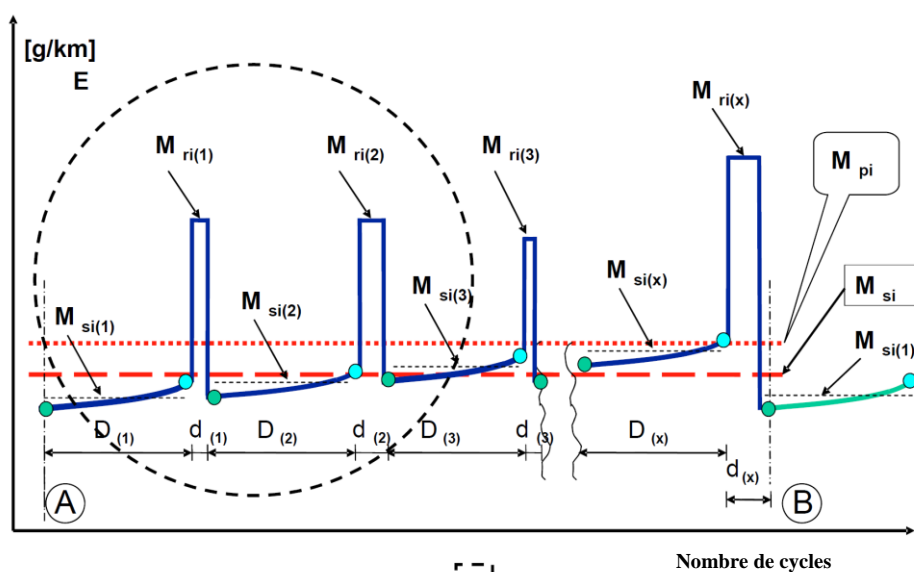 [g/km]
E
M ri(1)
M ri(2)
M ri(3)
M ri(x)
M pi
M si(1)
M si(2)
M si(3)
M si(x)
M si
M si(1)
D (1)
d (1)
D (2)
d (2)
D (3)
d (3)
D (x)
d (x)
A
B
Nombre de cycles